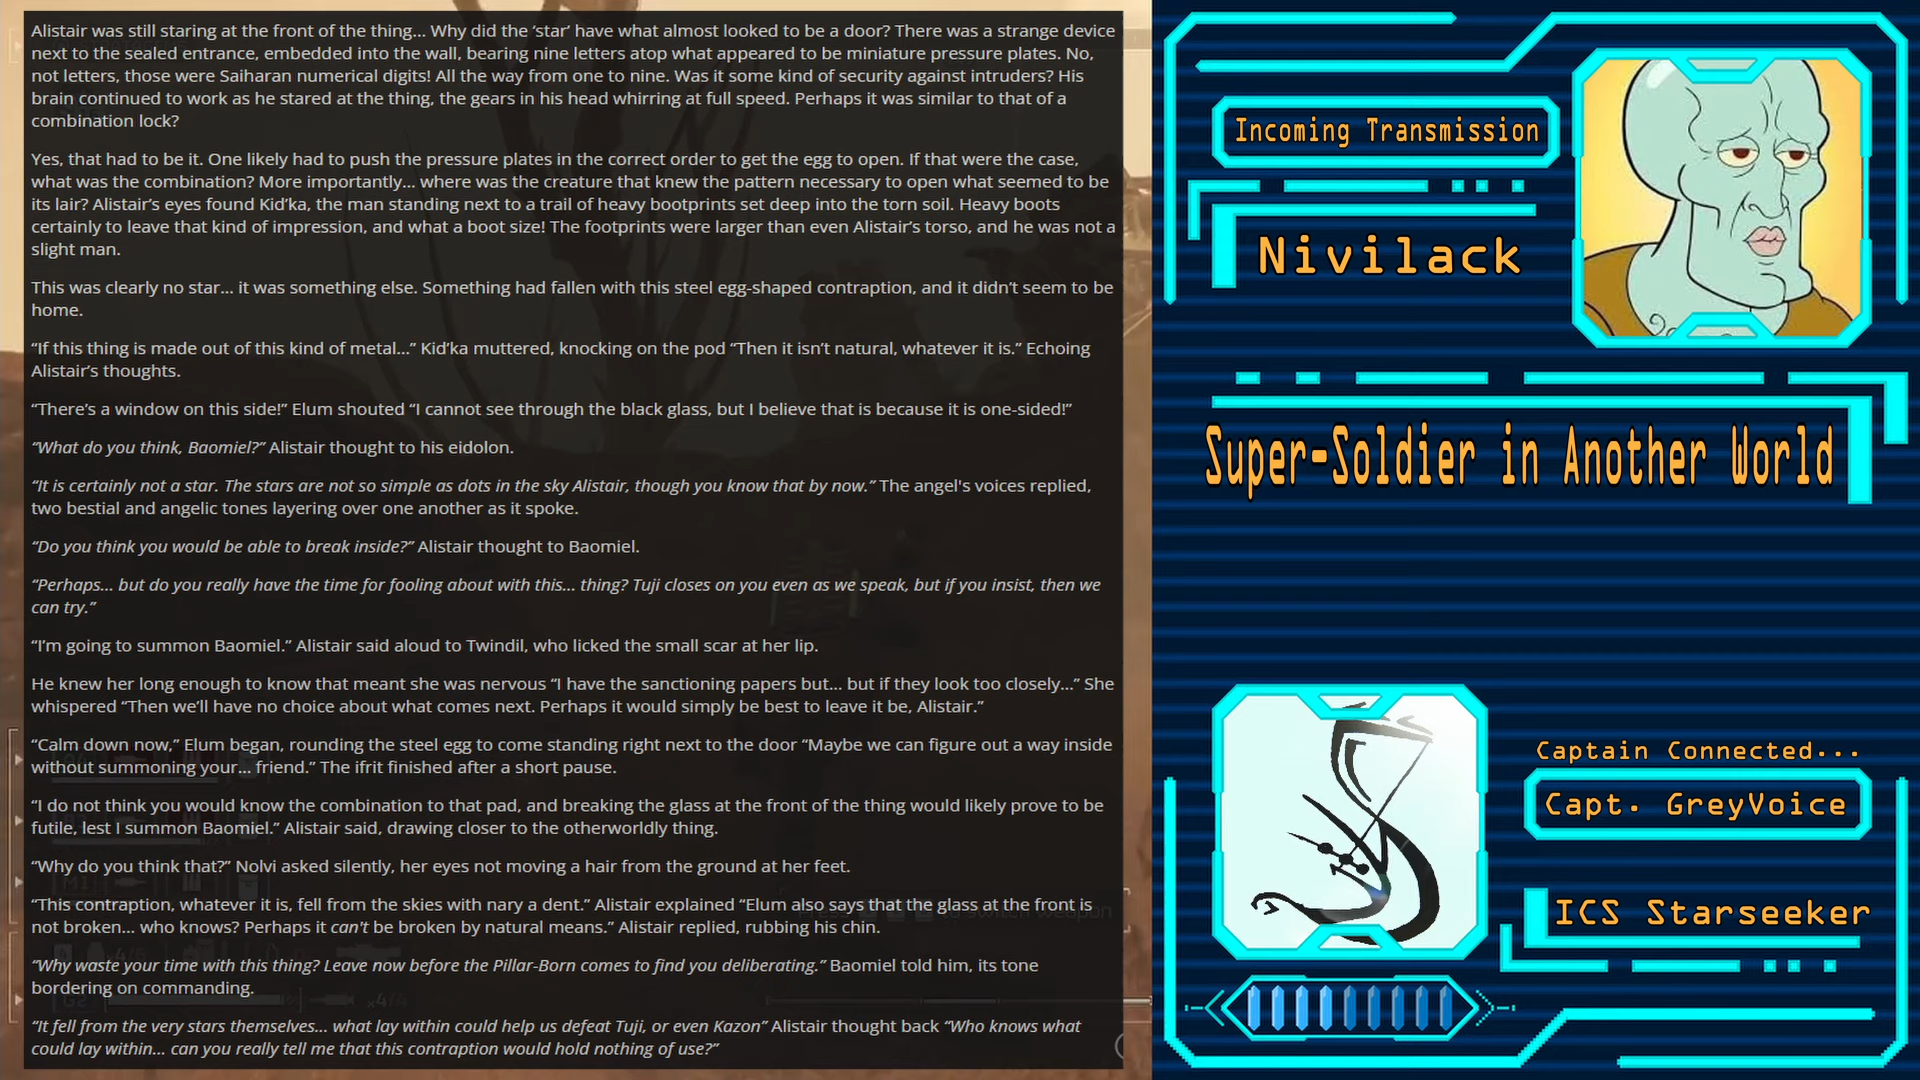 Alistair was still staring at the front of the thing... Why did the ‘star’ have what almost looked to be a door? There was a strange device
next to the sealed entrance, embedded into the wall, bearing nine letters atop what appeared to be miniature pressure plates. No,
not letters, those were Saiharan numerical digits! All the way from one to nine. Was it some kind of security against intruders? His
brain continued to work as he stared at the thing, the gears in his head whirring at full speed. Perhaps it was similar to that of a
combination lock?
Yes, that had to be it. One likely had to push the pressure plates in the correct order to get the egg to open. If that were the case,
what was the combination? More importantly... where was the creature that knew the pattern necessary to open what seemed to be
its lair? Alistair’s eyes found Kid’ka, the man standing next to a trail of heavy bootprints set deep into the torn soil. Heavy boots
certainly to leave that kind of impression, and what a boot size! The footprints were larger than even Alistair’s torso, and he was not a
slight man.
This was clearly no star... it was something else. Something had fallen with this steel egg-shaped contraption, and it didn’t seem to be
home.
“If this thing is made out of this kind of metal...” Kid’ka muttered, knocking on the pod “Then it isn’t natural, whatever it is.” Echoing
Alistair’s thoughts.
“There’s a window on this side!” Elum shouted “I cannot see through the black glass, but I believe that is because it is one-sided!”
“What do you think, Baomiel?” Alistair thought to his eidolon.
“It is certainly not a star. The stars are not so simple as dots in the sky Alistair, though you know that by now.” The angel's voices replied,
two bestial and angelic tones layering over one another as it spoke.
“Do you think you would be able to break inside?” Alistair thought to Baomiel.
“Perhaps... but do you really have the time for fooling about with this... thing? Tuji closes on you even as we speak, but if you insist, then we
can try.”
“I’m going to summon Baomiel.” Alistair said aloud to Twindil, who licked the small scar at her lip.
He knew her long enough to know that meant she was nervous “I have the sanctioning papers but... but if they look too closely...” She
whispered “Then we’ll have no choice about what comes next. Perhaps it would simply be best to leave it be, Alistair.”
“Calm down now,” Elum began, rounding the steel egg to come standing right next to the door “Maybe we can figure out a way inside
without summoning your... friend.” The ifrit finished after a short pause.
“I do not think you would know the combination to that pad, and breaking the glass at the front of the thing would likely prove to be
futile, lest I summon Baomiel.” Alistair said, drawing closer to the otherworldly thing.
“Why do you think that?” Nolvi asked silently, her eyes not moving a hair from the ground at her feet.
“This contraption, whatever it is, fell from the skies with nary a dent.” Alistair explained “Elum also says that the glass at the front is
not broken... who knows? Perhaps it can’t be broken by natural means.” Alistair replied, rubbing his chin.
“Why waste your time with this thing? Leave now before the Pillar-Born comes to find you deliberating.” Baomiel told him, its tone
bordering on commanding.
“It fell from the very stars themselves... what lay within could help us defeat Tuji, or even Kazon” Alistair thought back “Who knows what
could lay within... can you really tell me that this contraption would hold nothing of use?”
Incoming Transmission
Nivilack
Super-Soldier in Another World
Captain Connected...
Capt. GreyVoice
ICS Starseeker